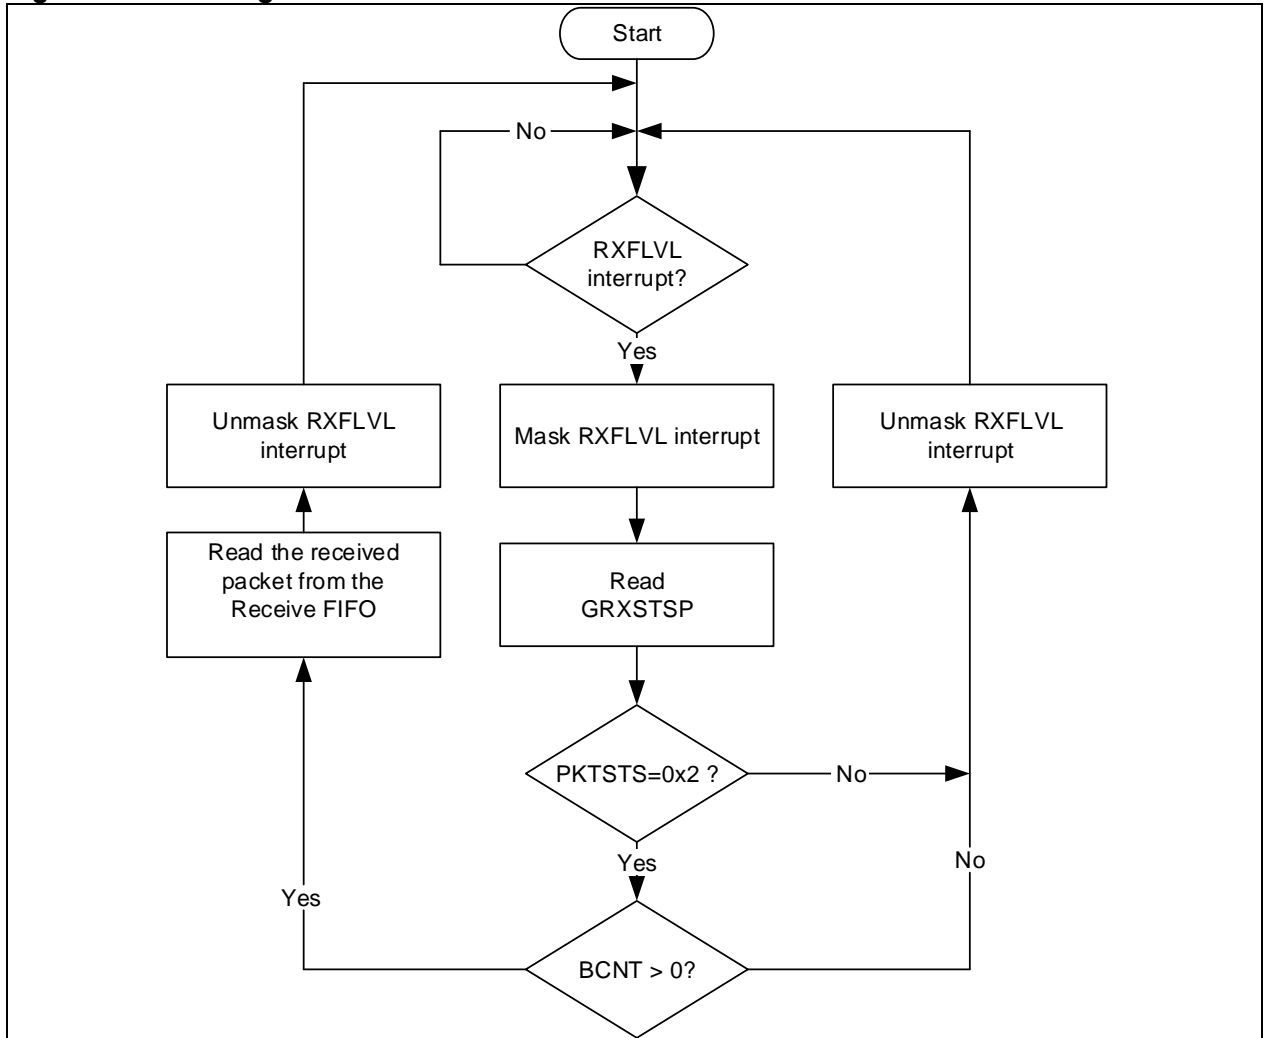 Start
No
RXFLVL
interrupt?
Yes
Unmask RXFLVL
interrupt
Mask RXFLVL interrupt
Unmask RXFLVL
interrupt
Read the received
packet from the
Receive FIFO
Read
GRXSTSP
PKTSTS=0x2 ?
No
Yes
No
Yes
BCNT > 0?